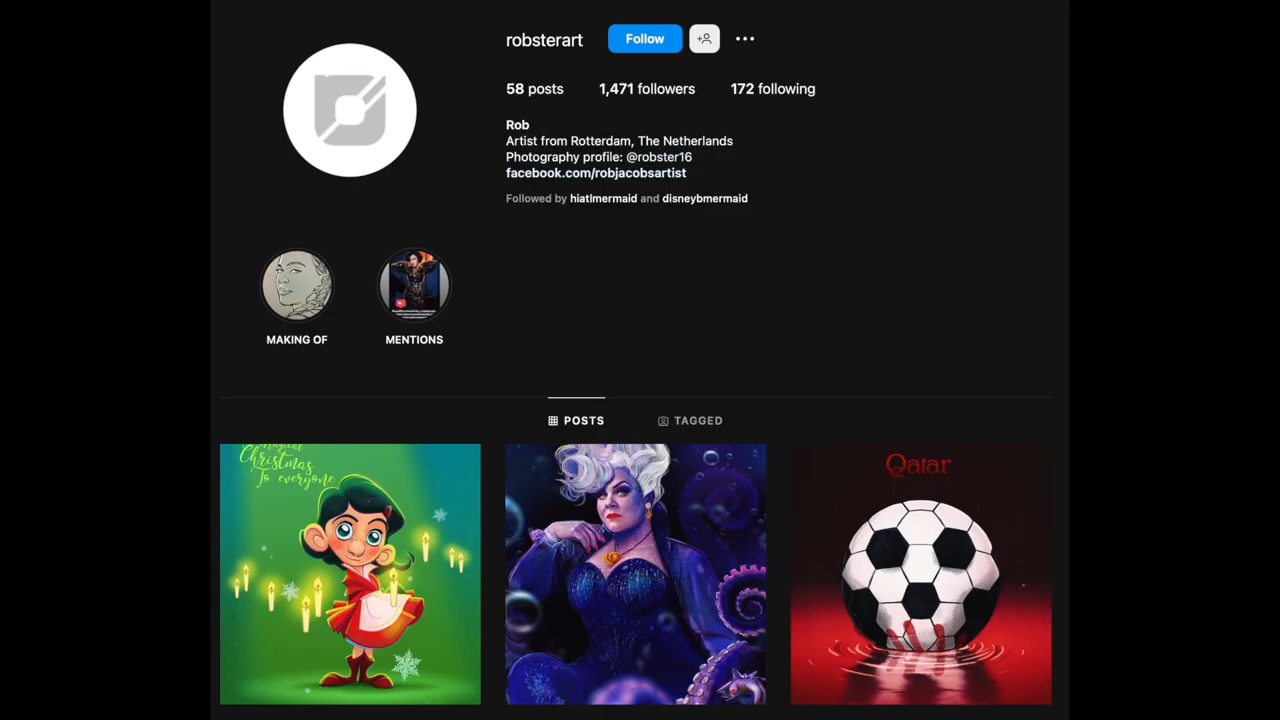 robsterart Follow
58 posts 1,471 followers 172 following
Rob
Artist from Rotterdam, The Netherlands
Photography profile: @robster16
facebook.com/robjacobsartist
Followed by hiatlmermaid and disneybmermaid
MAKING OF MENTIONS
POSTS TAGGED
Magical
Christmas
To everyone
Qatar